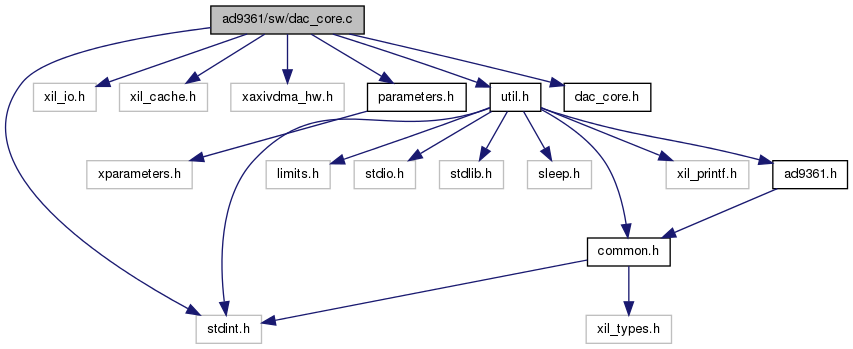 ad9361/sw/dac_core.c
xil_io.h
xil_cache.h
xaxivdma_hw.h
parameters.h
util.h
dac_core.h
xparameters.h
limits.h
stdio.h
stdlib.h
sleep.h
xil_printf.h
ad9361.h
common.h
stdint.h
xil_types.h